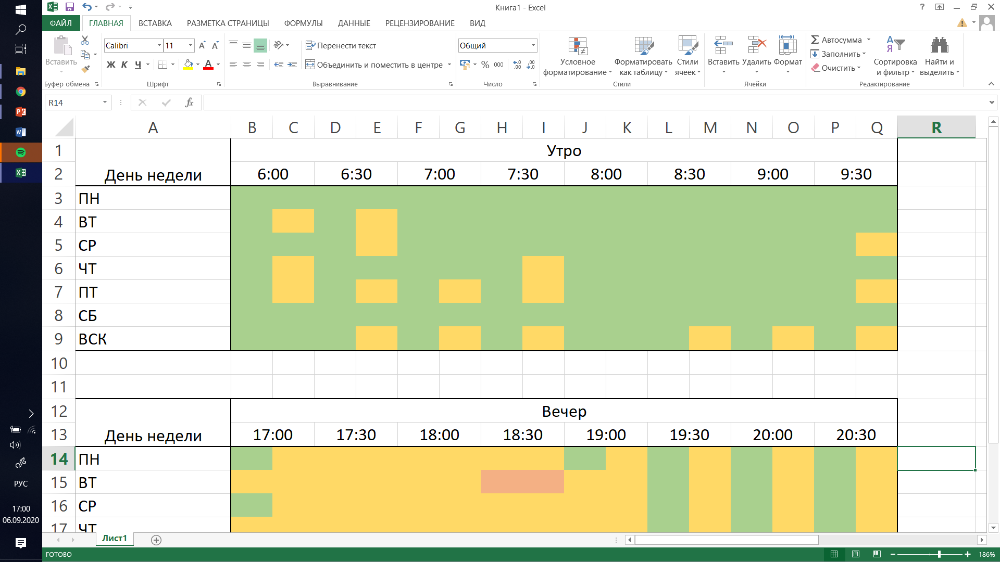 Книга1 - Excel
?
ФАЙЛ ГЛАВНАЯ ВСТАВКА РАЗМЕТКА СТРАНИЦЫ ФОРМУЛЫ ДАННЫЕ РЕЦЕНЗИРОВАНИЕ ВИД
Вставить
Буфер обмена
Calibri 11
Ж К Ч А
Шрифт
Перенести текст
Объединить и поместить в центре
Выравнивание
Общий
% 000
Число
Условное форматирование
Форматировать как таблицу
Стили ячеек
Стили
Вставить Удалить Формат
Ячейки
Автосумма
Заполнить
Очистить
Сортировка и фильтр
Найти и выделить
Редактирование
R14 fx
A B C D E F G H I J K L M N O P Q R
1 Утро
2 День недели 6:00 6:30 7:00 7:30 8:00 8:30 9:00 9:30
3 ПН
4 ВТ
5 СР
6 ЧТ
7 ПТ
8 СБ
9 ВСК
10
11
12 Вечер
13 День недели 17:00 17:30 18:00 18:30 19:00 19:30 20:00 20:30
14 ПН
15 ВТ
16 СР
17 ЧТ
Лист1
ГОТОВО
186%
РУС
17:00
06.09.2020